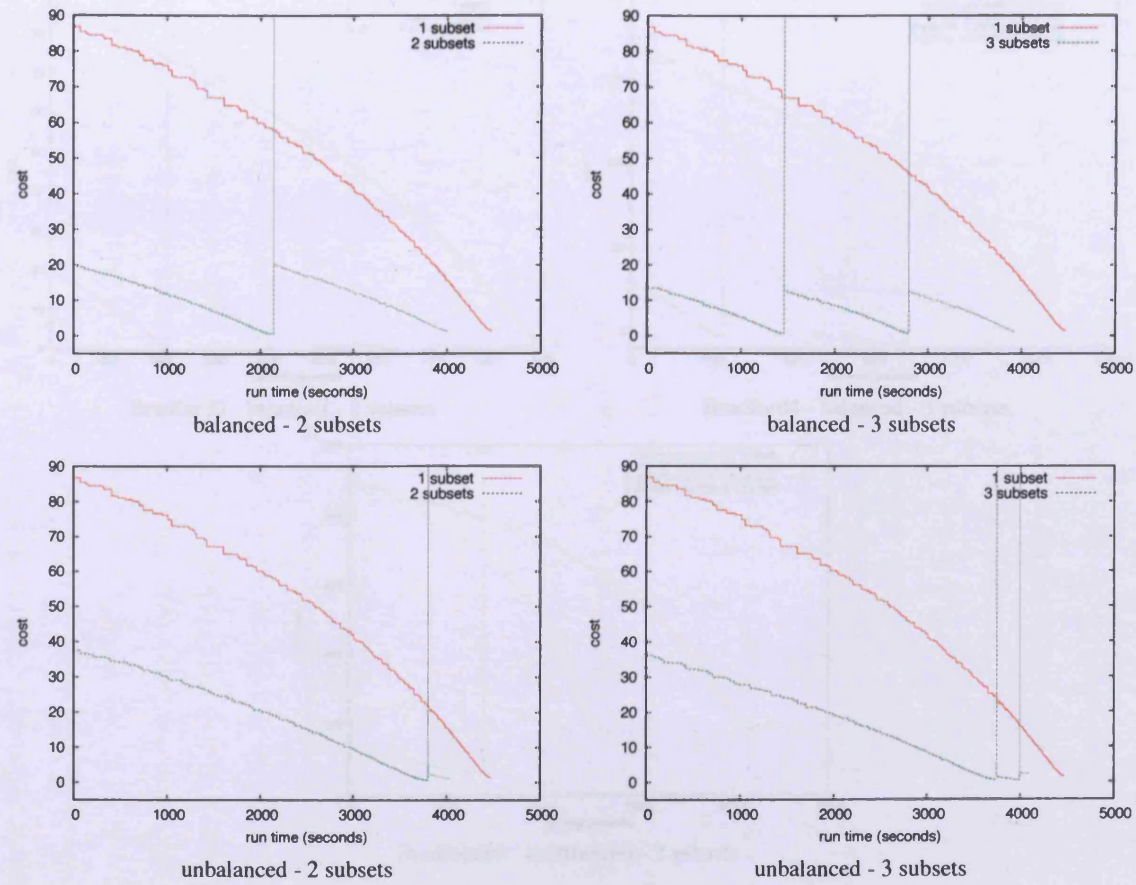 90
80
70
60
50
40
30
20
10
0
cost
1 subset
2 subsets
0 1000 2000 3000 4000 5000
run time (seconds)
balanced - 2 subsets
90
80
70
60
50
40
30
20
10
0
cost
1 subset
3 subsets
0 1000 2000 3000 4000 5000
run time (seconds)
balanced - 3 subsets
90
80
70
60
50
40
30
20
10
0
cost
1 subset
2 subsets
0 1000 2000 3000 4000 5000
run time (seconds)
unbalanced - 2 subsets
90
80
70
60
50
40
30
20
10
0
cost
1 subset
3 subsets
0 1000 2000 3000 4000 5000
run time (seconds)
unbalanced - 3 subsets